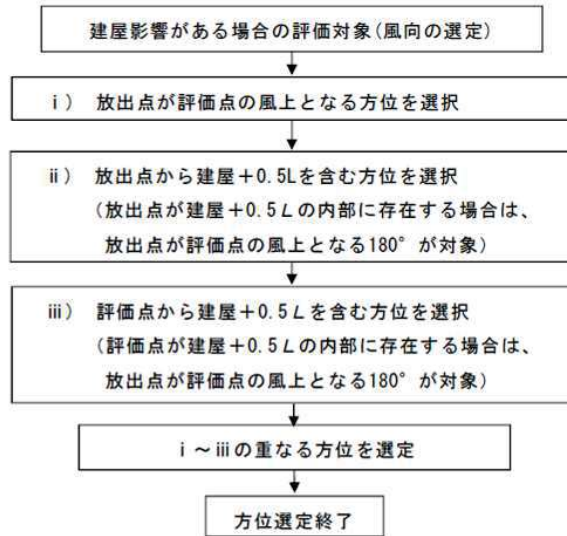 建屋影響がある場合の評価対象(風向の選定)
ⅰ) 放出点が評価点の風上となる方位を選択
ⅱ) 放出点から建屋+0.5Lを含む方位を選択
(放出点が建屋+0.5Lの内部に存在する場合は、
放出点が評価点の風上となる180°が対象)
ⅲ) 評価点から建屋+0.5Lを含む方位を選択
(評価点が建屋+0.5Lの内部に存在する場合は、
放出点が評価点の風上となる180°が対象)
ⅰ~ⅲの重なる方位を選定
方位選定終了